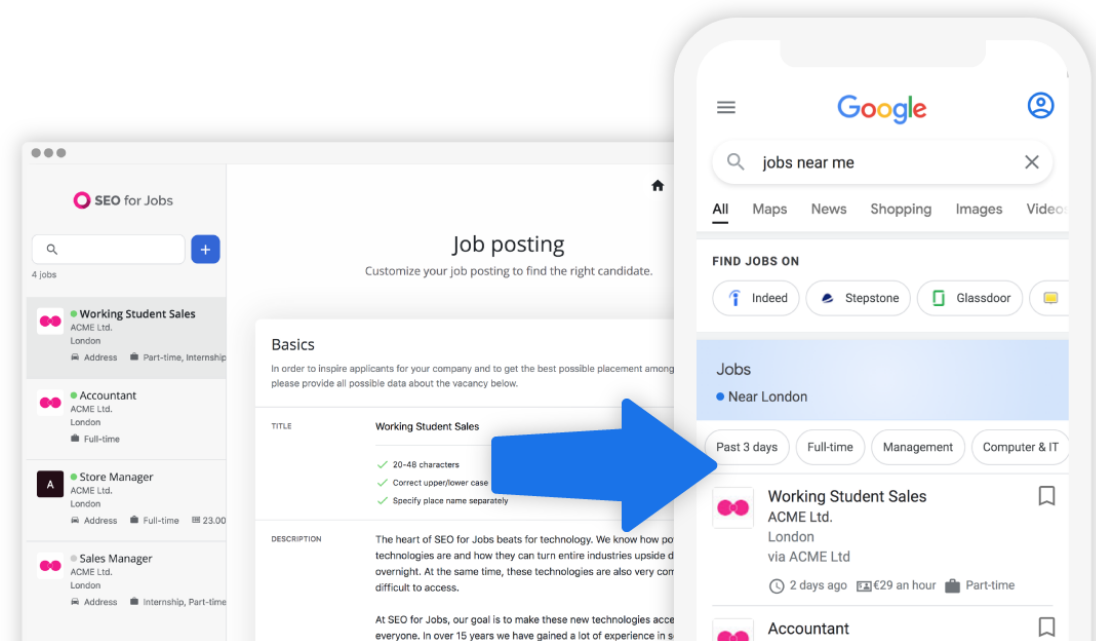 SEO for Jobs
4 jobs
Working Student Sales
ACME Ltd.
London
Address Part-time, Internship
Accountant
ACME Ltd.
London
Full-time
A
Store Manager
ACME Ltd.
London
Address Full-time 23.00
Sales Manager
ACME Ltd.
London
Address Internship, Part-time
Job posting
Customize your job posting to find the right candidate.
Basics
In order to inspire applicants for your company and to get the best possible placement among
please provide all possible data about the vacancy below.
TITLE
Working Student Sales
20-48 characters
Correct upper/lower case
Specify place name separately
DESCRIPTION
The heart of SEO for Jobs beats for technology. We know how
technologies are and how they can turn entire industries upside
overnight. At the same time, these technologies are also very
difficult to access.
At SEO for Jobs, our goal is to make these new technologies
everyone. In over 15 years we have gained a lot of experience in
Google
jobs near me
All Maps News Shopping Images Videos
FIND JOBS ON
Indeed Stepstone Glassdoor
Jobs
Near London
Past 3 days Full-time Management Computer & IT
Working Student Sales
ACME Ltd.
London
via ACME Ltd
2 days ago €29 an hour Part-time
Accountant